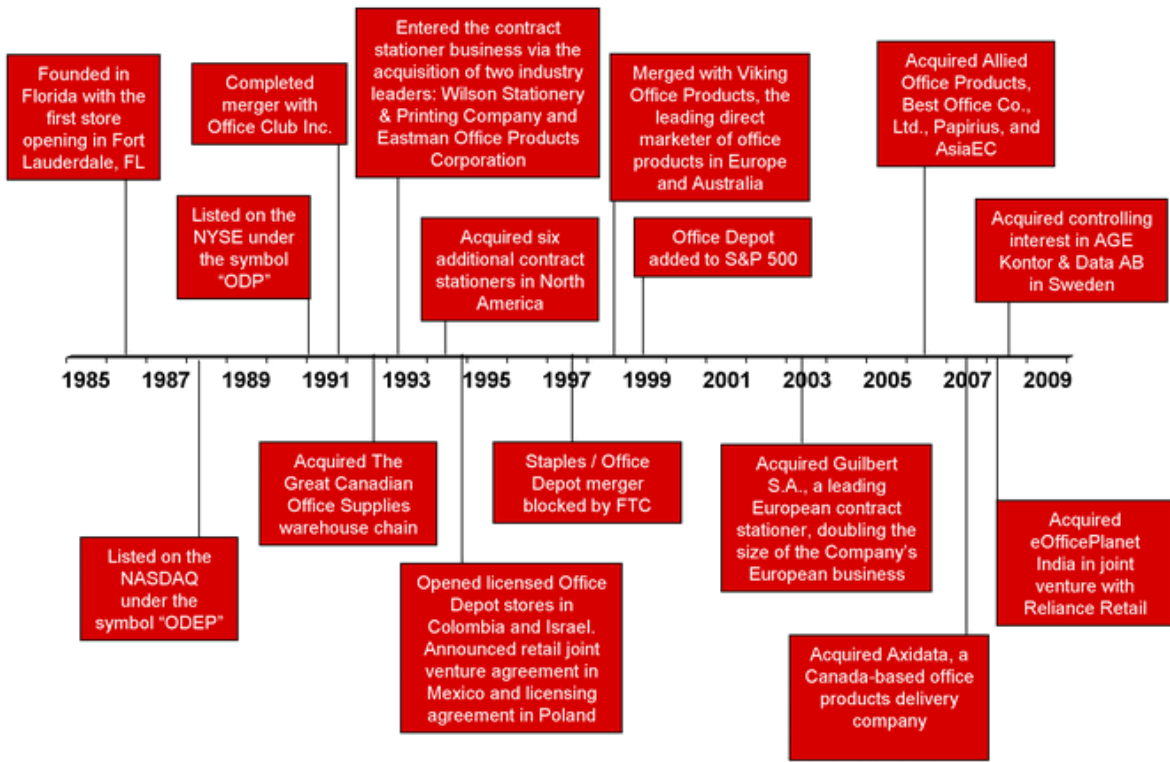 Founded in
Florida with the
first store
opening in Fort
Lauderdale, FL
Completed
merger with
Office Club Inc.
Entered the contract
stationer business via the
acquisition of two industry
leaders: Wilson Stationery
& Printing Company and
Eastman Office Products
Corporation
Merged with Viking
Office Products, the
leading direct
marketer of office
products in Europe
and Australia
Acquired Allied
Office Products,
Best Office Co.,
Ltd., Papirius, and
AsiaEC
Listed on the
NYSE under
the symbol
“ODP”
Acquired six
additional contract
stationers in North
America
Office Depot
added to S&P 500
Acquired controlling
interest in AGE
Kontor & Data AB
in Sweden
1985 1987 1989 1991 1993 1995 1997 1999 2001 2003 2005 2007 2009
Listed on the
NASDAQ
under the
symbol “ODEP”
Acquired The
Great Canadian
Office Supplies
warehouse chain
Opened licensed Office
Depot stores in
Colombia and Israel.
Announced retail joint
venture agreement in
Mexico and licensing
agreement in Poland
Staples / Office
Depot merger
blocked by FTC
Acquired Guilbert
S.A., a leading
European contract
stationer, doubling the
size of the Company’s
European business
Acquired Axidata, a
Canada-based office
products delivery
company
Acquired
eOfficePlanet
India in joint
venture with
Reliance Retail